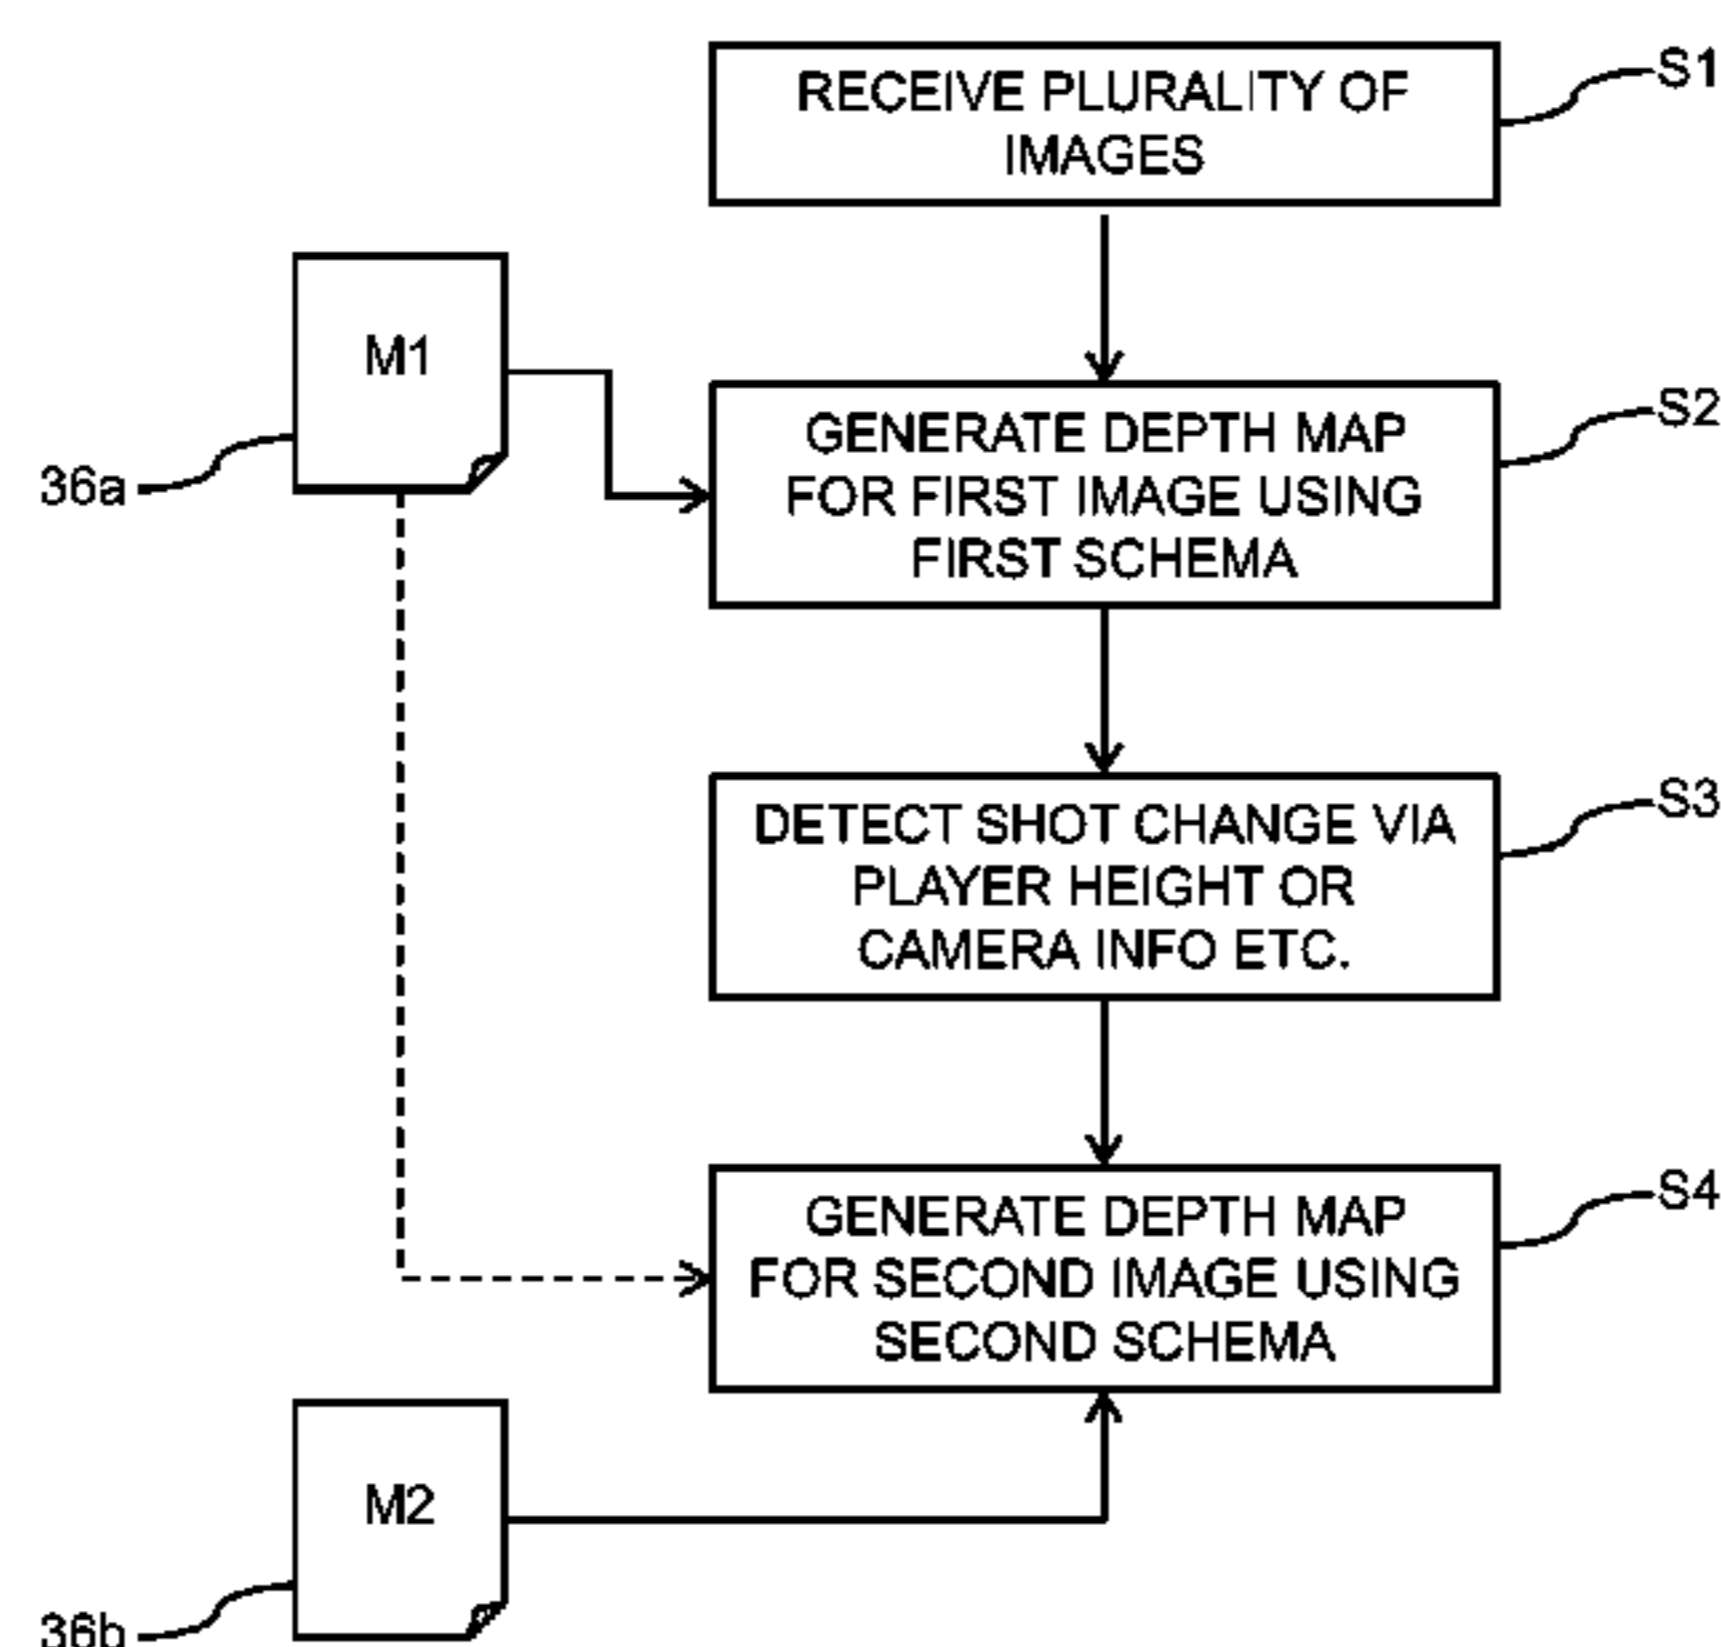 RECEIVE PLURALITY OF
IMAGES
S1
M1
36a
GENERATE DEPTH MAP
FOR FIRST IMAGE USING
FIRST SCHEMA
S2
DETECT SHOT CHANGE VIA
PLAYER HEIGHT OR
CAMERA INFO ETC.
S3
GENERATE DEPTH MAP
FOR SECOND IMAGE USING
SECOND SCHEMA
S4
M2
36b